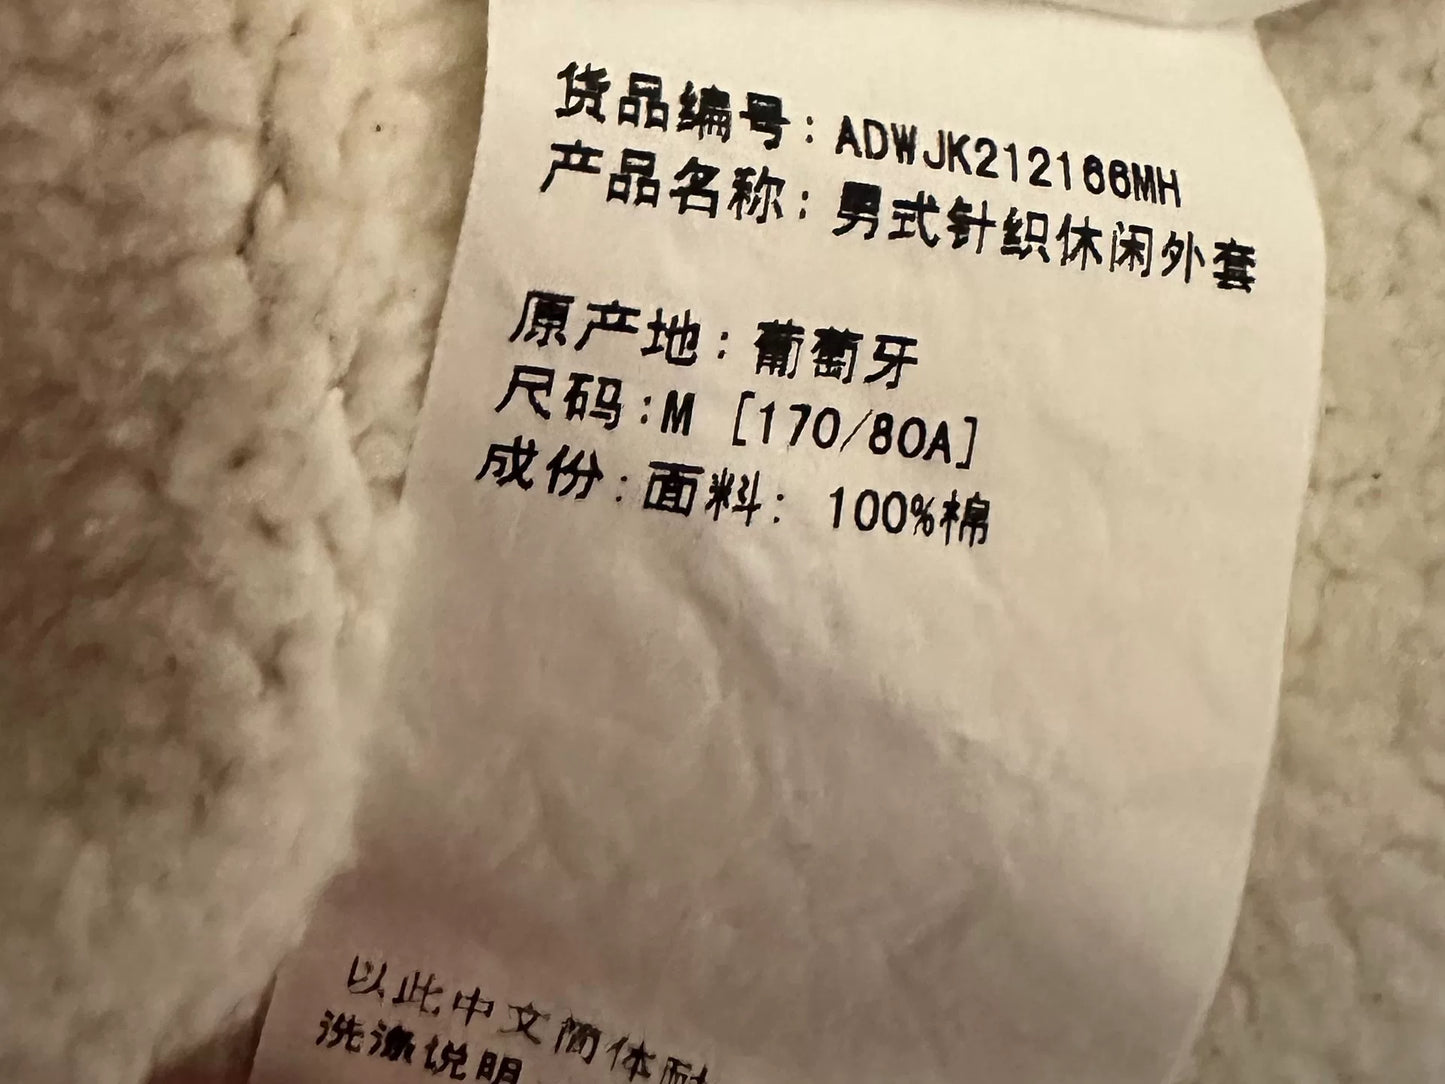 货品编号:ADWJK212166MH
产品名称:男式针织休闲外套
原产地:葡萄牙
尺码:M [170/80A]
成份:面料: 100%棉
以此中文简体耐
洗涤说明